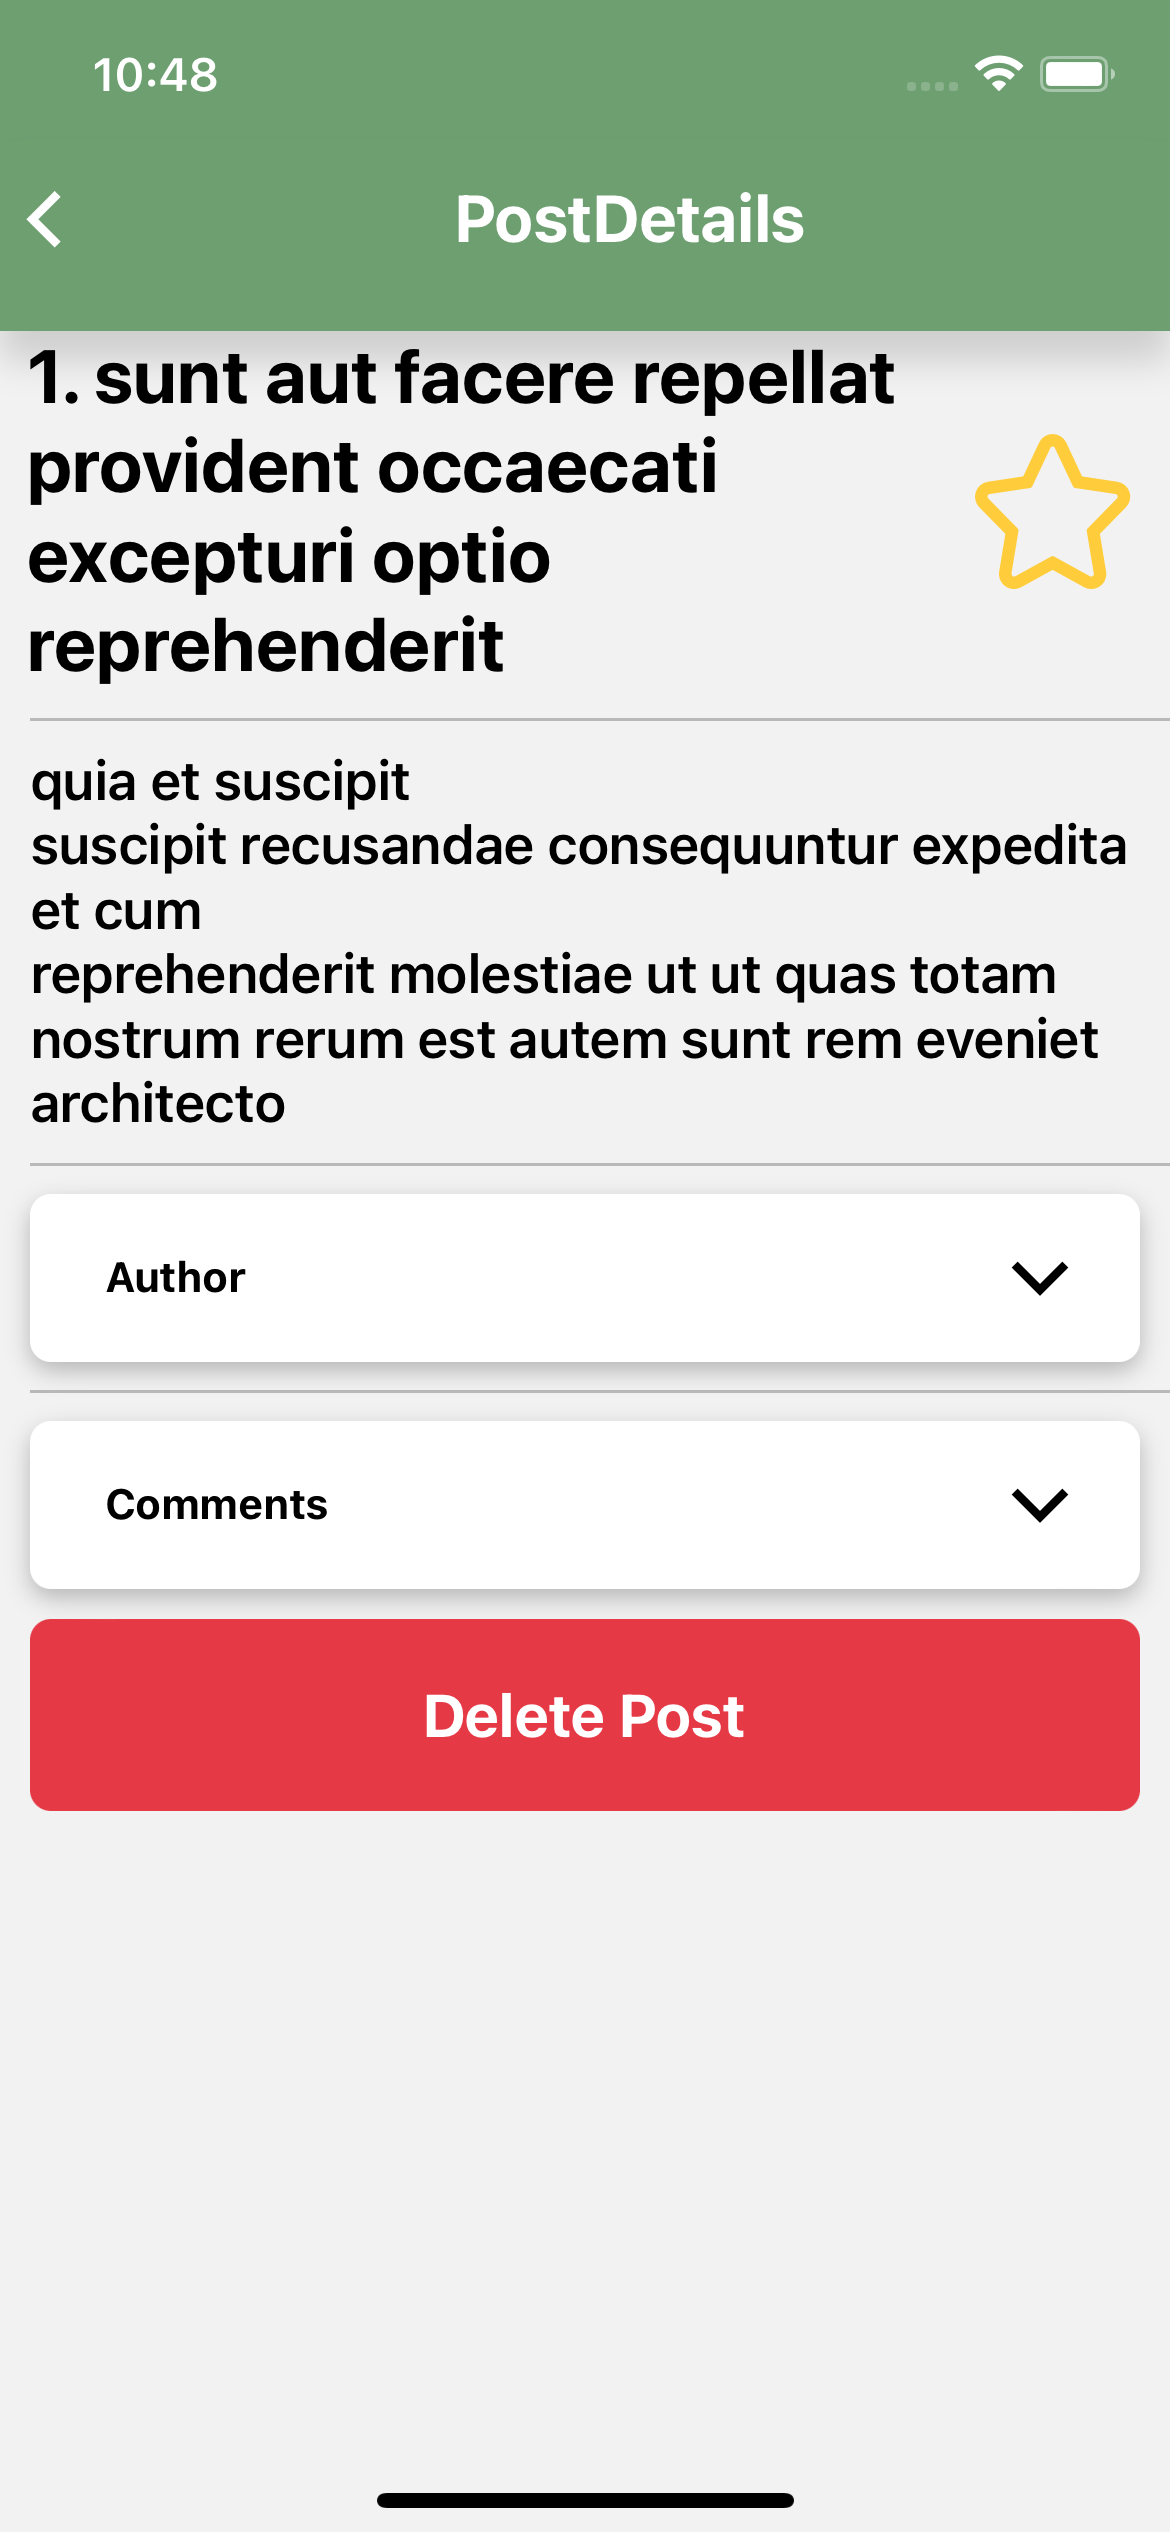 10:48
PostDetails
1. sunt aut facere repellat
provident occaecati
excepturi optio
reprehenderit
quia et suscipit
suscipit recusandae consequuntur expedita
et cum
reprehenderit molestiae ut ut quas totam
nostrum rerum est autem sunt rem eveniet
architecto
Author
Comments
Delete Post